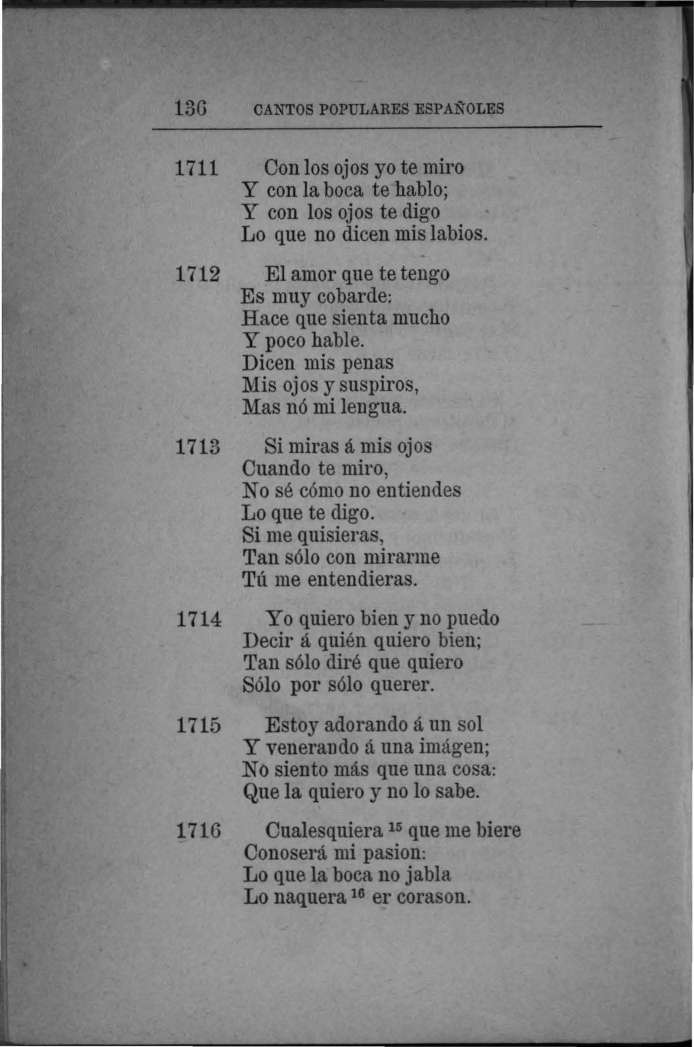 136 CANTOS POPULARES ESPAÑOLES
1711 Con los ojos yo te miro
Y con la boca te hablo;
Y con los ojos te digo
Lo que no dicen mis labios.
1712 El amor que te tengo
Es muy cobarde:
Hace que sienta mucho
Y poco hable.
Dicen mis penas
Mis ojos y suspiros,
Mas nó mi lengua.
1713 Si miras á mis ojos
Cuando te miro,
No sé cómo no entiendes
Lo que te digo.
Si me quisieras,
Tan sólo con mirarme
Tú me entendieras.
1714 Yo quiero bien y no puedo
Decir á quién quiero bien;
Tan sólo diré que quiero
Sólo por sólo querer.
1715 Estoy adorando á un sol
Y venerando á una imágen;
No siento más que una cosa:
Que la quiero y no lo sabe.
1716 Cualesquiera 15 que me biere
Conoserá mi pasion:
Lo que la boca no jabla
Lo naquera 16 er corason.